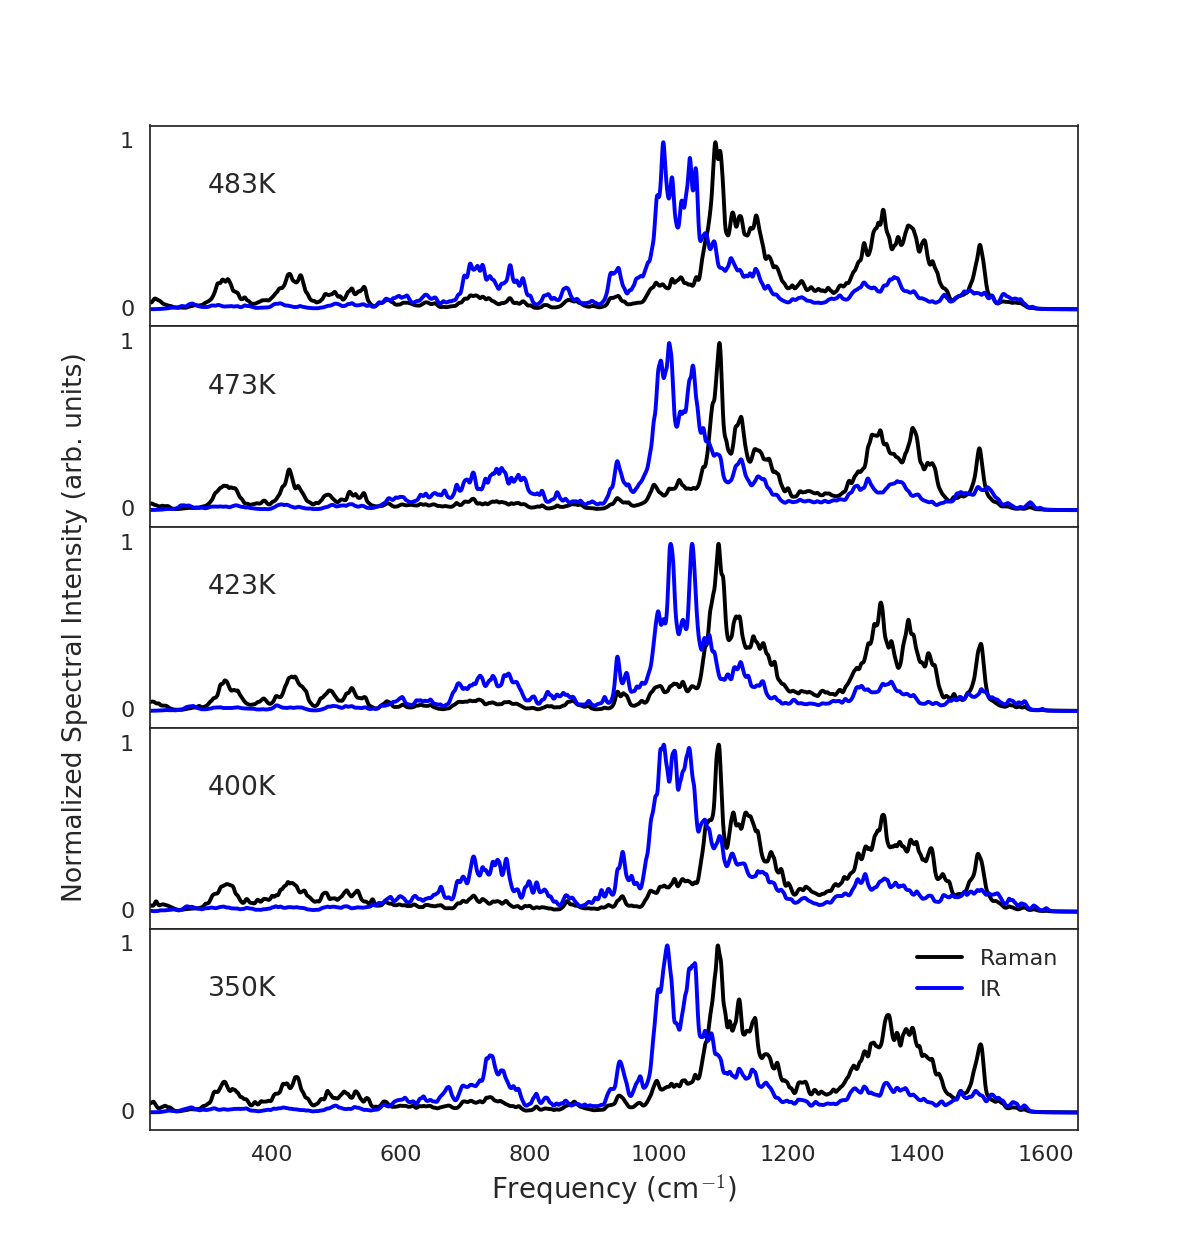 Normalized Spectral Intensity (arb. units)
1
483K
0
1
473K
0
1
423K
0
1
400K
0
1
350K
0
Raman
IR
400 600 800 1000 1200 1400 1600
Frequency (cm⁻¹)